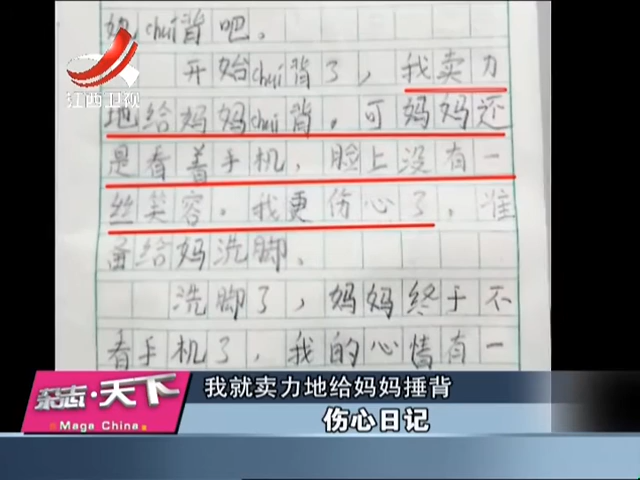 妈chui背吧。
开始chui背了，我卖力
地给妈妈chui背，可妈妈还
是看着手机，脸上没有一
丝笑容。我更伤心了，准
备给妈洗脚。
洗脚了，妈妈终于不
看手机了，我的心情有一
江西卫视
杂志·天下
Maga China
我就卖力地给妈妈捶背
伤心日记